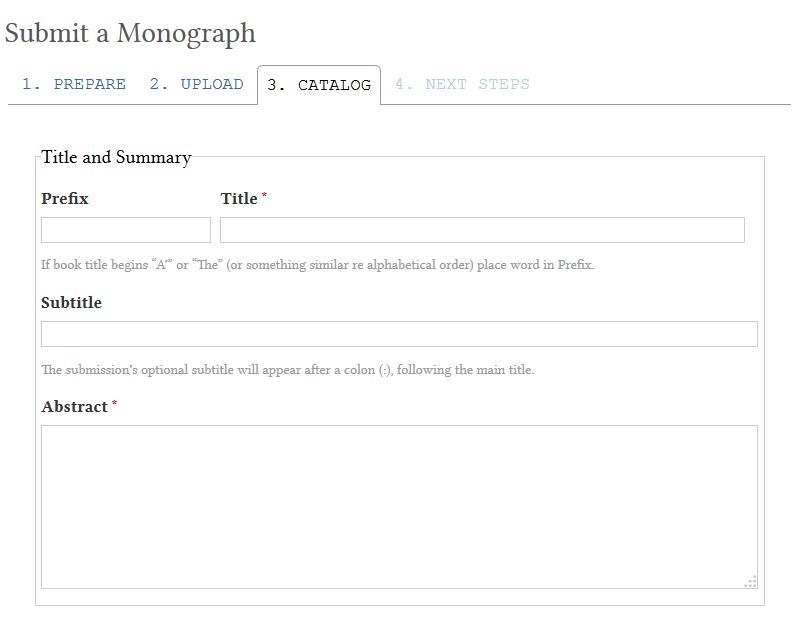 Submit a Monograph
1. PREPARE 2. UPLOAD 3. CATALOG 4. NEXT STEPS
Title and Summary
Prefix Title *
If book title begins “A'” or “The” (or something similar re alphabetical order) place word in Prefix.
Subtitle
The submission's optional subtitle will appear after a colon (:), following the main title.
Abstract *